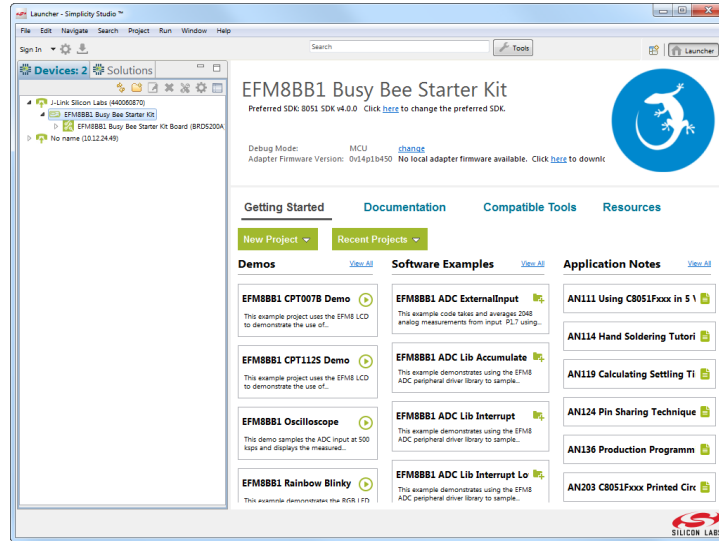 Launcher - Simplicity Studio ™
File Edit Navigate Search Project Run Window Help
Sign In Search Tools Launcher
Devices: 2 Solutions
J-Link Silicon Labs (440060870)
EFM8BB1 Busy Bee Starter Kit
EFM8BB1 Busy Bee Starter Kit Board (BRD5200A)
No name (10.12.24.49)
EFM8BB1 Busy Bee Starter Kit
Preferred SDK: 8051 SDK v4.0.0 Click here to change the preferred SDK.
Debug Mode: MCU change
Adapter Firmware Version: 0v14p1b450 No local adapter firmware available. Click here to downlc
Getting Started Documentation Compatible Tools Resources
New Project Recent Projects
Demos View All
EFM8BB1 CPT007B Demo
This example project uses the EFM8 LCD
to demonstrate the use of...
EFM8BB1 CPT112S Demo
This example project uses the EFM8 LCD
to demonstrate the use of...
EFM8BB1 Oscilloscope
This demo samples the ADC input at 500
ksps and displays the measured...
EFM8BB1 Rainbow Blinky
This example demonstrates the RGB LED
Software Examples View All
EFM8BB1 ADC ExternalInput
This example code takes and averages 2048
analog measurements from input P1.7 using...
EFM8BB1 ADC Lib Accumulate
This example demonstrates using the EFM8
ADC peripheral driver library to sample...
EFM8BB1 ADC Lib Interrupt
This example demonstrates using the EFM8
ADC peripheral driver library to sample...
EFM8BB1 ADC Lib Interrupt Lo
This example demonstrates using the EFM8
ADC peripheral driver library to sample...
Application Notes View All
AN111 Using C8051Fxxx in 5 V
AN114 Hand Soldering Tutori
AN119 Calculating Settling Ti
AN124 Pin Sharing Technique
AN136 Production Programm
AN203 C8051Fxxx Printed Circ
SILICON LABS